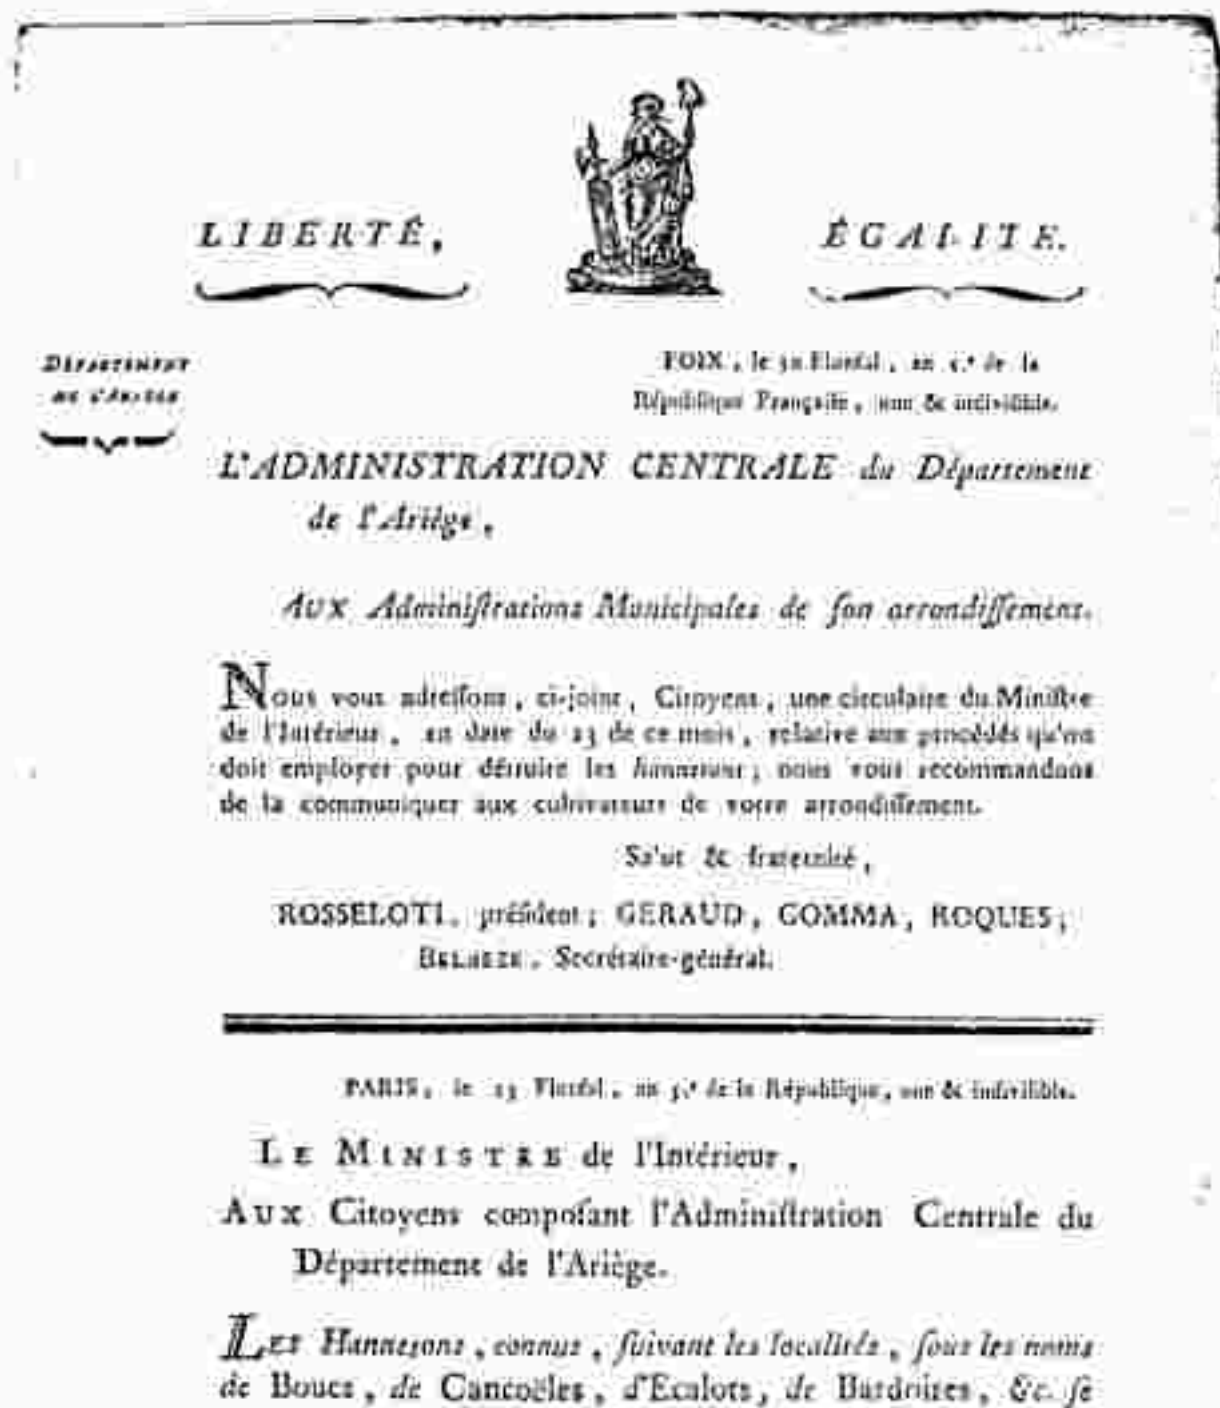 LIBERTÉ,
ÉGALITE.
DÉPARTEMENT
DE L'ARIÈGE
FOIX, le 30 Floréal, an 5.e de la
République Française, une & indiviſible.
L'ADMINISTRATION CENTRALE du Département
de l'Ariége,
AUX Adminiſtrations Municipales de ſon arrondiſſement.
Nous vous adreſſons, ci-joint, Citoyens, une circulaire du Miniſtre
de l'Intérieur, en date du 23 de ce mois, relative aux procédés qu'on
doit employer pour détruire les hannetons; nous vous recommandons
de la communiquer aux cultivateurs de votre arrondiſſement.
Salut & fraternité,
ROSSELOTI, préſident; GERAUD, GOMMA, ROQUES;
Secrétaire-général.
PARIS, le 23 Floréal, an 5.e de la République, une & indiviſible.
LE MINISTRE de l'Intérieur,
AUX Citoyens compoſant l'Adminiſtration Centrale du
Département de l'Ariège.
LES Hannetons, connus, ſuivant les localités, ſous les noms
de Boucs, de Cancoëles, d'Ecalots, de Bardoires, &c. ſe